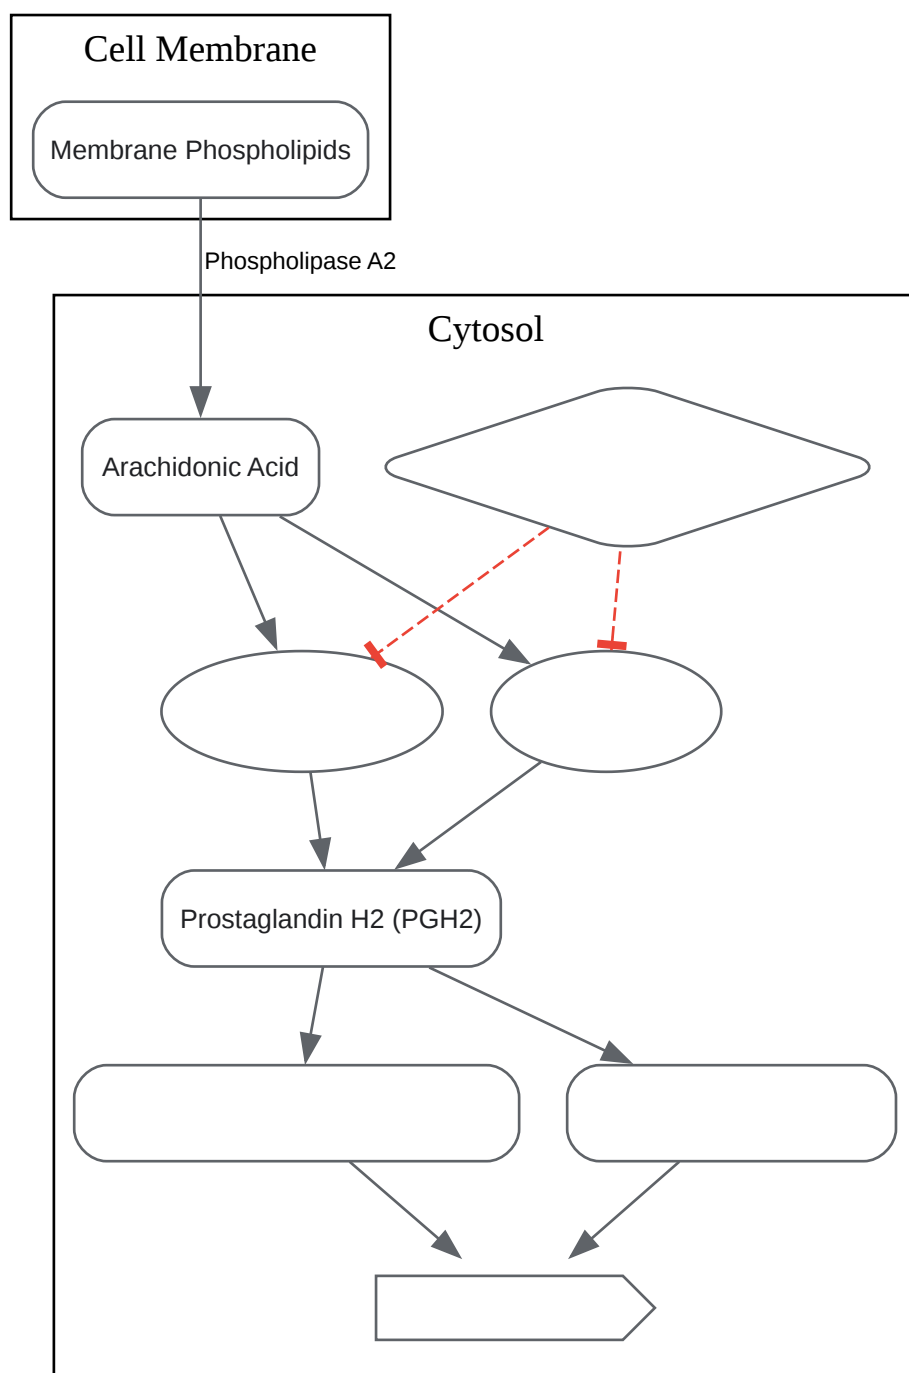 Cell Membrane
Membrane Phospholipids
Phospholipase A2
Cytosol
Arachidonic Acid
Prostaglandin H2 (PGH2)